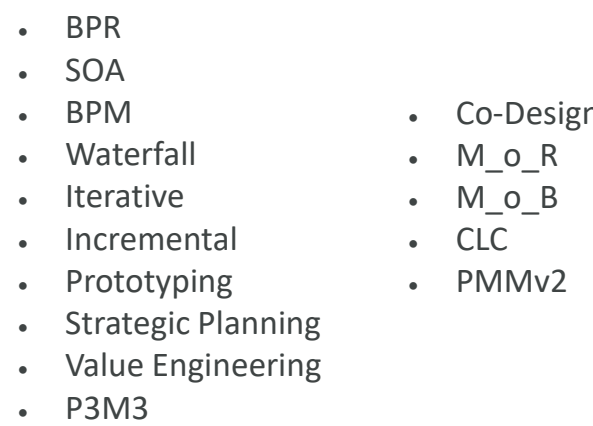 • BPR
• SOA
• BPM
• Waterfall
• Iterative
• Incremental
• Prototyping
• Strategic Planning
• Value Engineering
• P3M3
• Co-Design
• M_o_R
• M_o_B
• CLC
• PMMv2